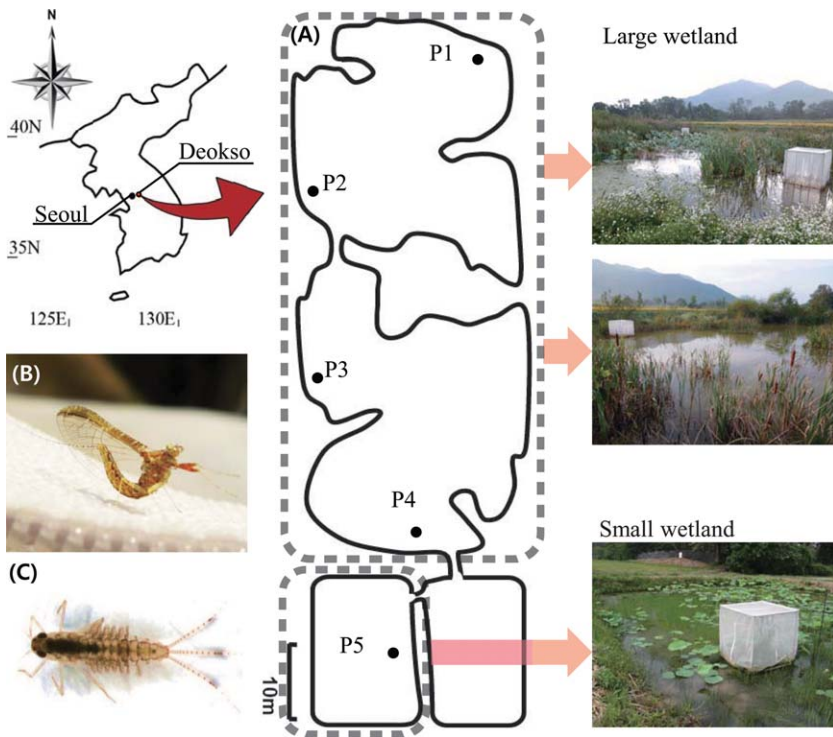 N
40N
35N
125E
130E
Deokso
Seoul
(A)
P1
P2
P3
P4
P5
10m
(B)
(C)
Large wetland
Small wetland